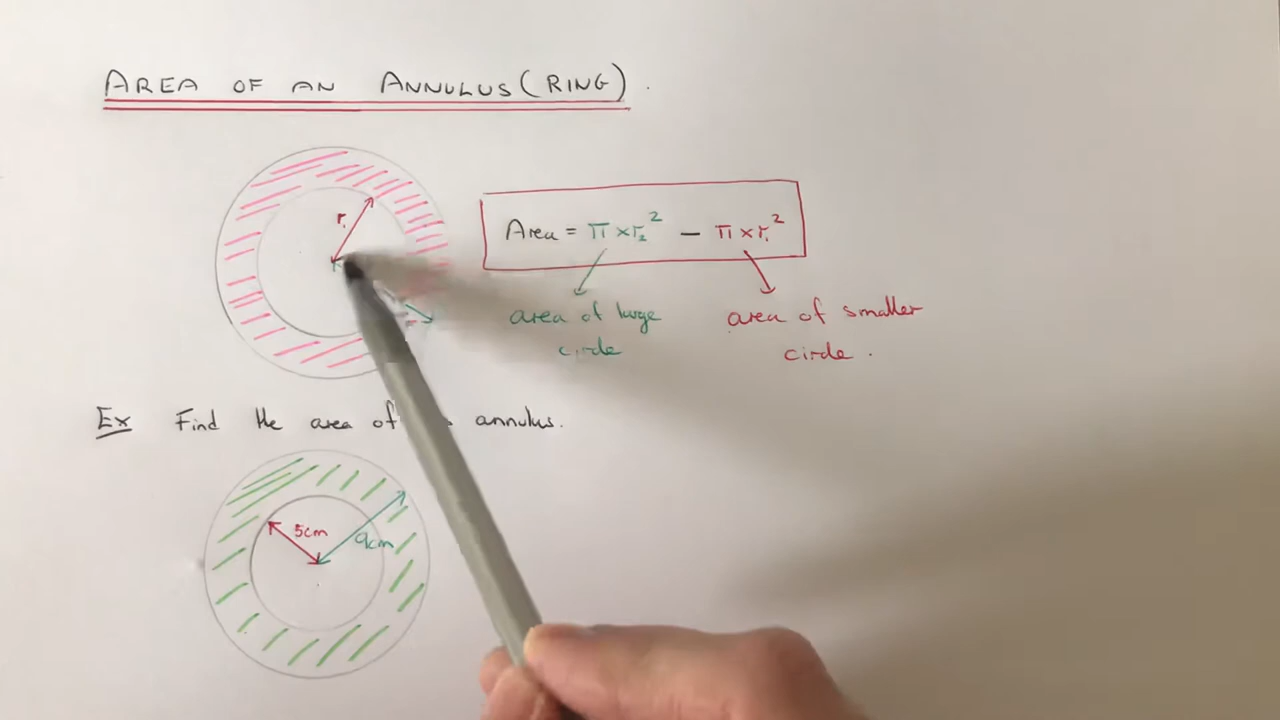 AREA OF AN ANNULUS (RING).
r₁
Area = π × r₂² − π × r₁²
area of large circle
area of smaller circle.
Ex Find the area of annulus.
5cm
9cm